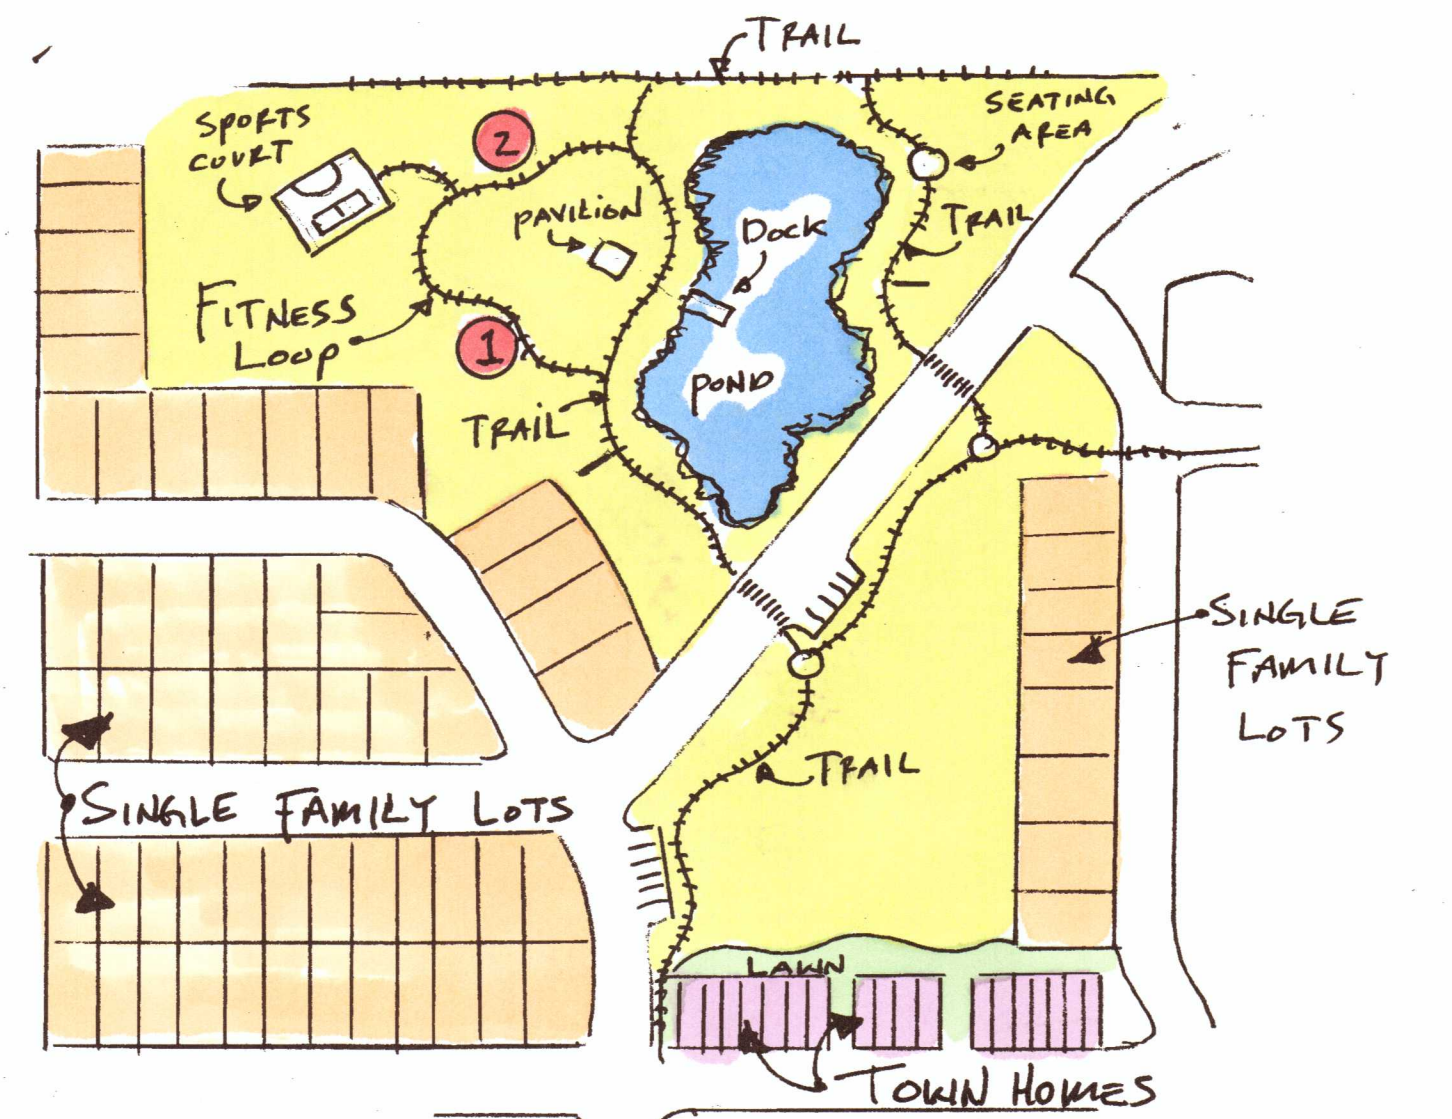 TRAIL
SPORTS
COURT
2
SEATING
AREA
PAVILION
DOCK
TRAIL
FITNESS
LOOP
1
POND
TRAIL
SINGLE
FAMILY
LOTS
TRAIL
SINGLE FAMILY LOTS
LAWN
TOWN HOMES